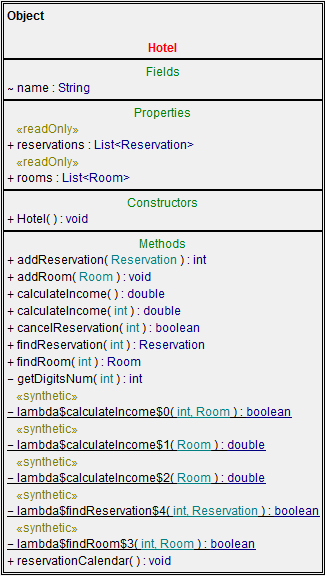 Object
Hotel
Fields
~ name : String
Properties
«readOnly»
+ reservations : List<Reservation>
«readOnly»
+ rooms : List<Room>
Constructors
+ Hotel( ) : void
Methods
+ addReservation( Reservation ) : int
+ addRoom( Room ) : void
+ calculateIncome( ) : double
+ calculateIncome( int ) : double
+ cancelReservation( int ) : boolean
+ findReservation( int ) : Reservation
+ findRoom( int ) : Room
− getDigitsNum( int ) : int
«synthetic»
− lambda$calculateIncome$0( int, Room ) : boolean
«synthetic»
− lambda$calculateIncome$1( Room ) : double
«synthetic»
− lambda$calculateIncome$2( Room ) : double
«synthetic»
− lambda$findReservation$4( int, Reservation ) : boolean
«synthetic»
− lambda$findRoom$3( int, Room ) : boolean
+ reservationCalendar( ) : void